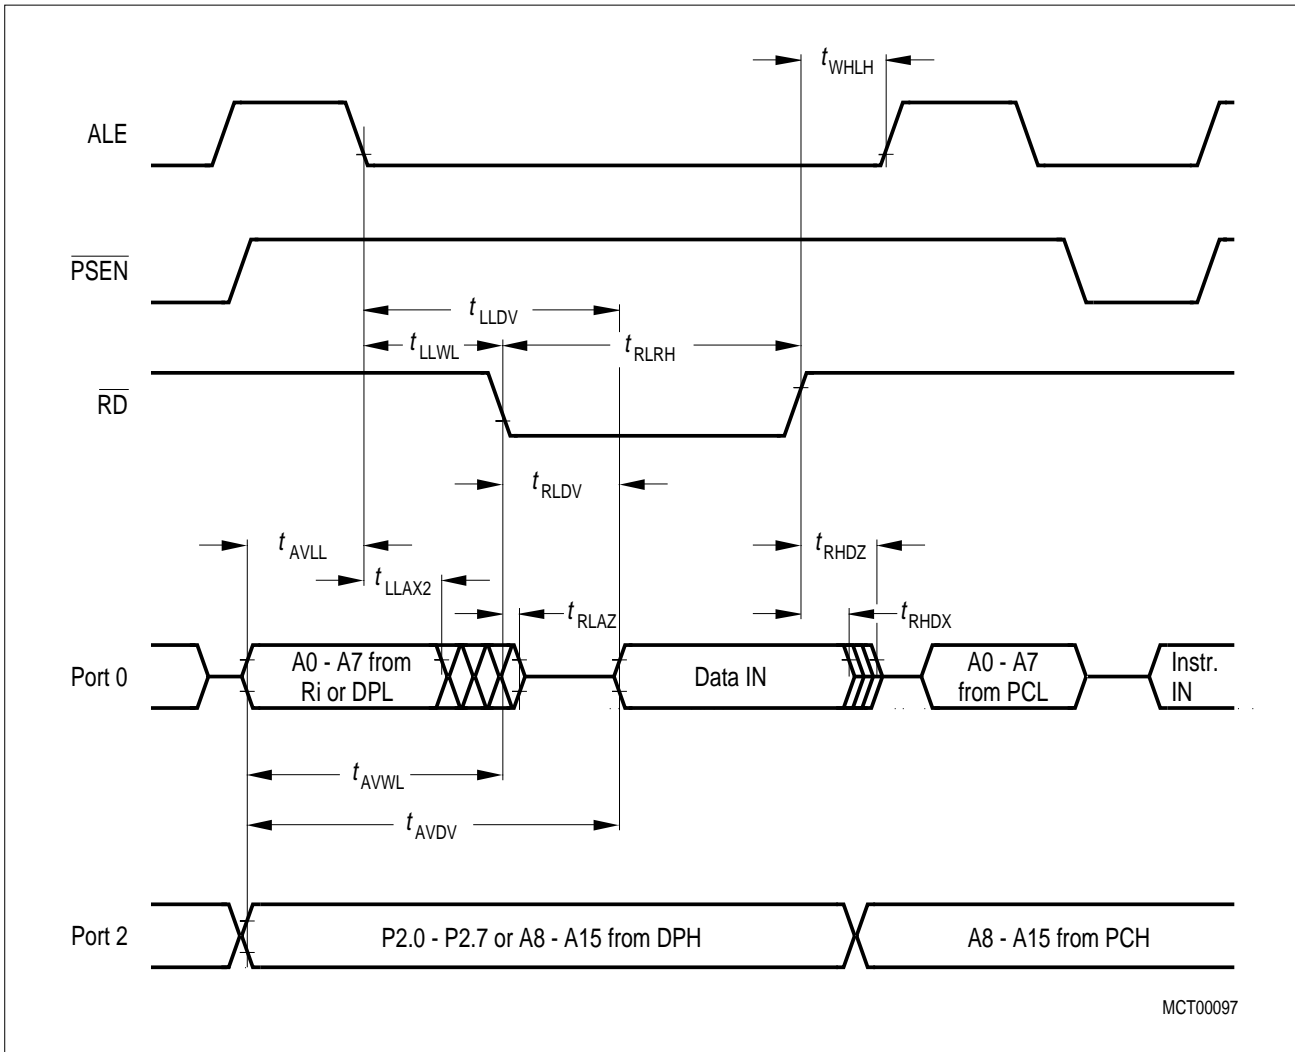 t WHLH
ALE
PSEN
t LLDV
t LLWL
t RLRH
RD
t RLDV
t AVLL
t RHDZ
t LLAX2
t RLAZ
t RHDX
Port 0
A0 - A7 from
Ri or DPL
Data IN
A0 - A7
from PCL
Instr.
IN
t AVWL
t AVDV
Port 2
P2.0 - P2.7 or A8 - A15 from DPH
A8 - A15 from PCH
MCT00097